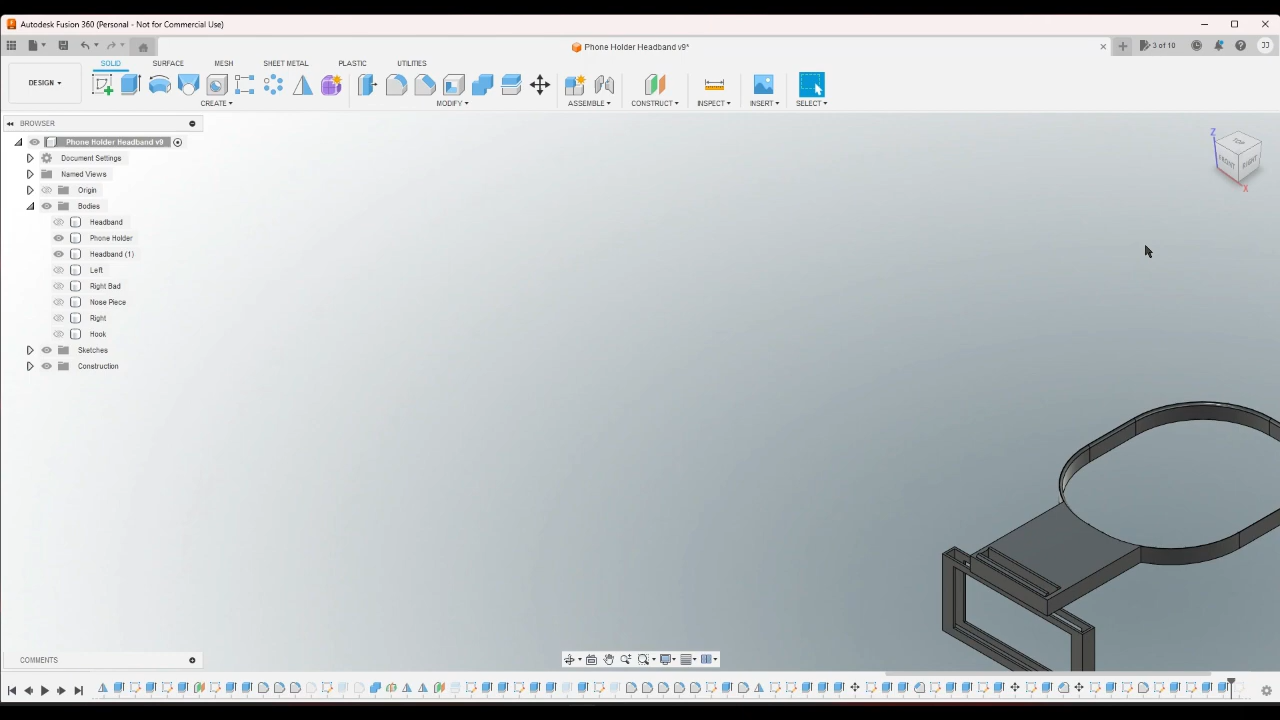 Autodesk Fusion 360 (Personal - Not for Commercial Use)
Phone Holder Headband v9*
3 of 10
JJ
SOLID SURFACE MESH SHEET METAL PLASTIC UTILITIES
DESIGN
CREATE MODIFY ASSEMBLE CONSTRUCT INSPECT INSERT SELECT
BROWSER
Phone Holder Headband v9
Document Settings
Named Views
Origin
Bodies
Headband
Phone Holder
Headband (1)
Left
Right Bad
Nose Piece
Right
Hook
Sketches
Construction
Z
TOP
FRONT RIGHT
X
COMMENTS